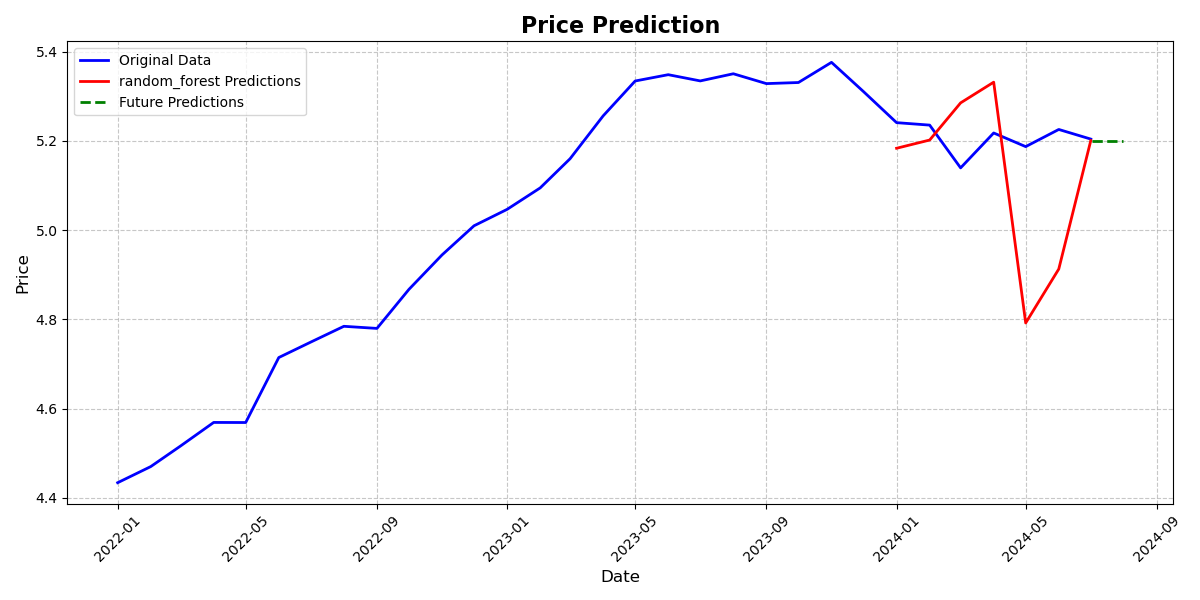 Price Prediction
Original Data
random_forest Predictions
Future Predictions
Price
5.4
5.2
5.0
4.8
4.6
4.4
2022-01
2022-05
2022-09
2023-01
2023-05
2023-09
2024-01
2024-05
2024-09
Date